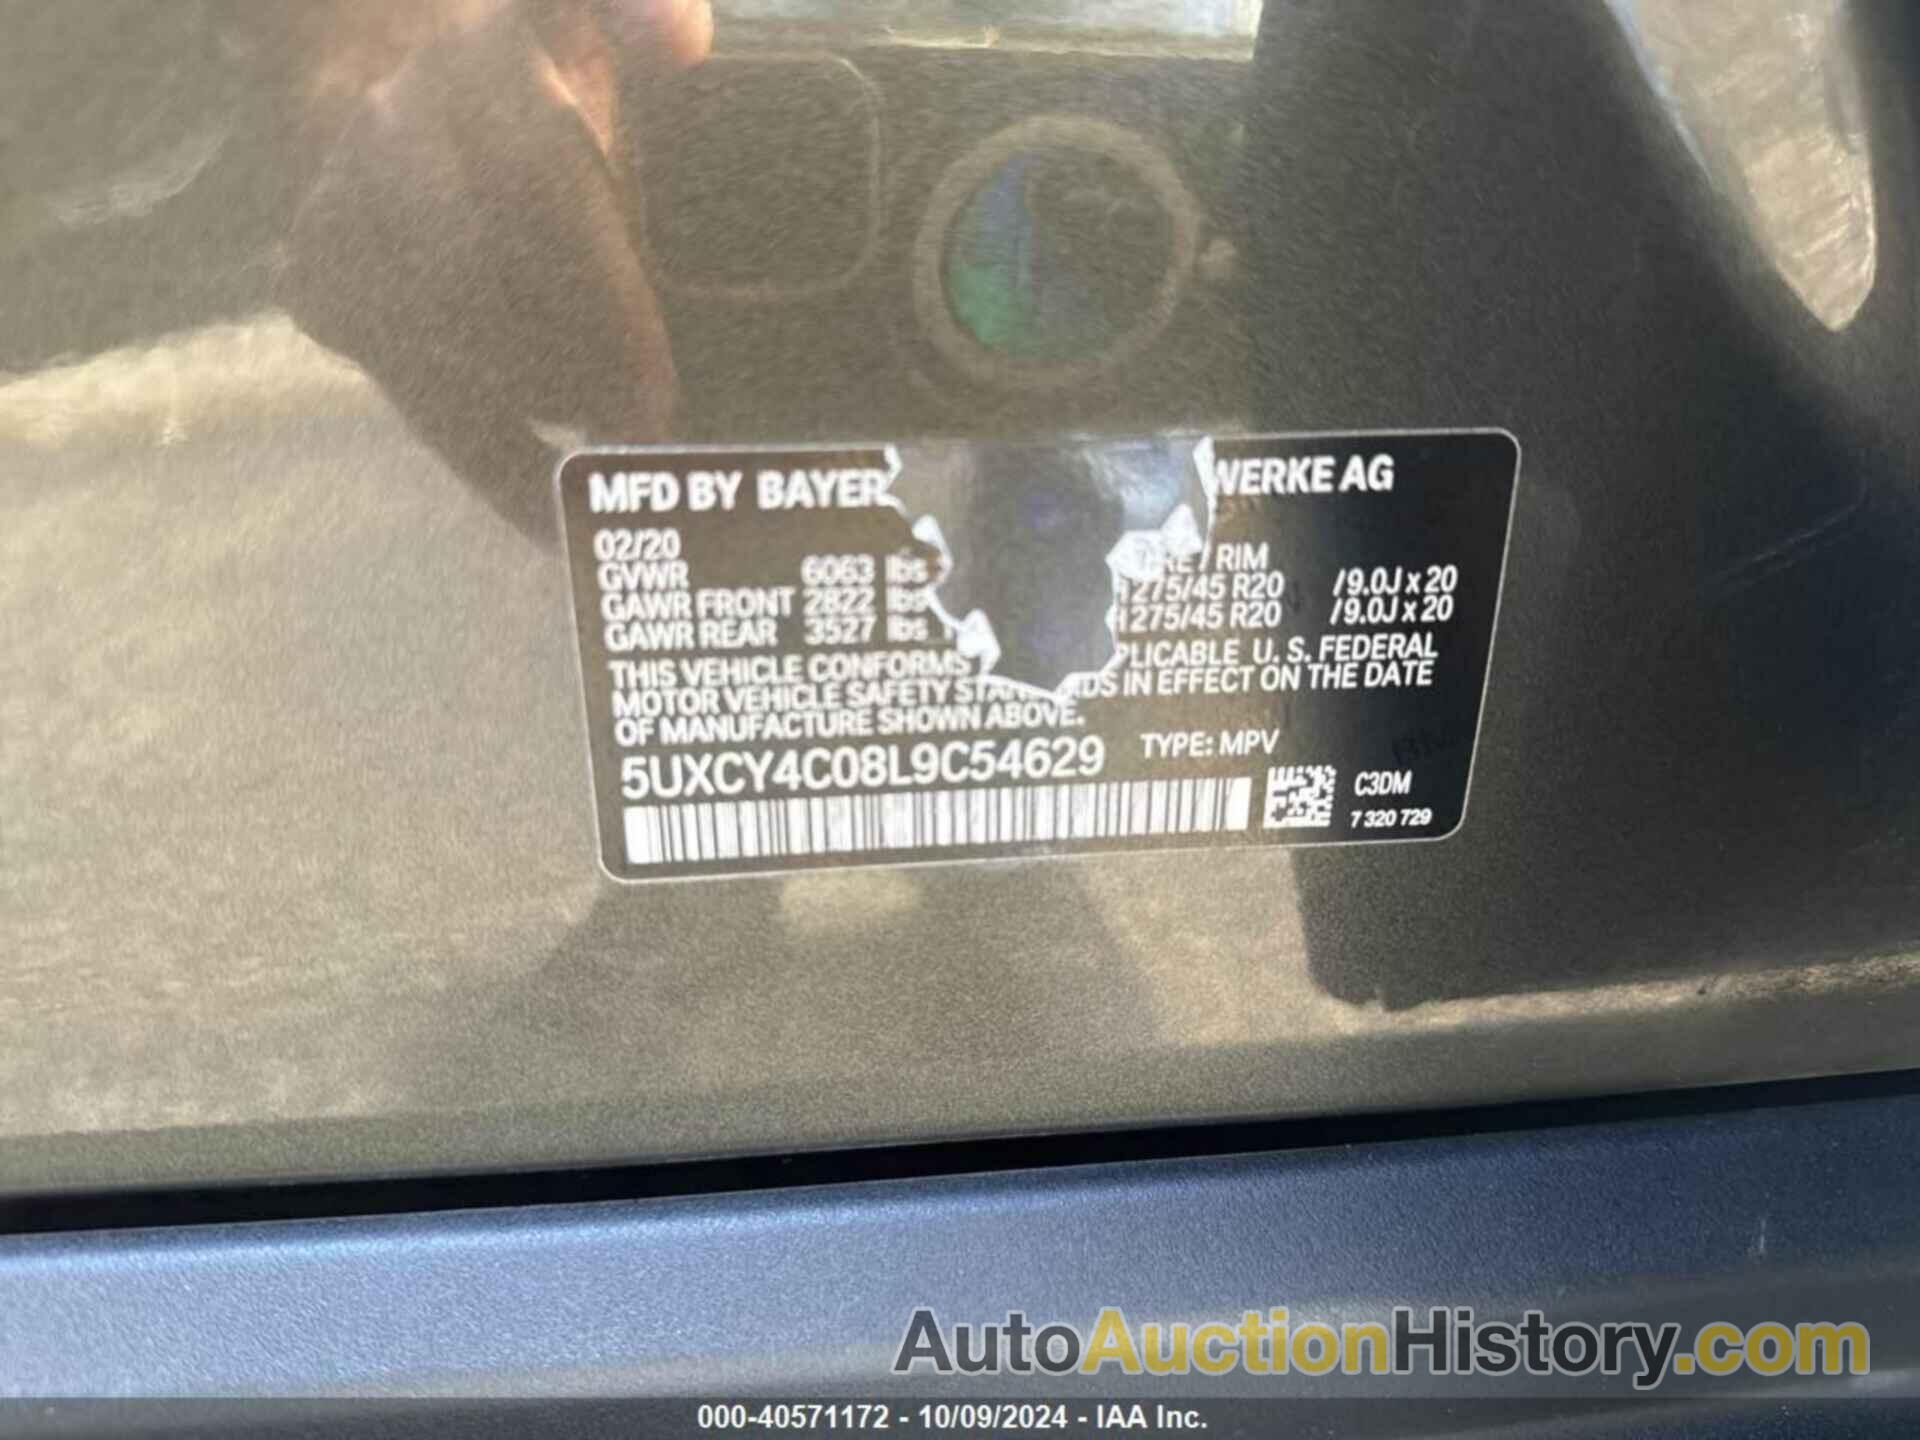 MFD BY BAYER WERKE AG
02/20 / RIM
GVWR 6063 lbs 275/45 R20 /9.0J x 20
GAWR FRONT 2822 lbs 275/45 R20 /9.0J x 20
GAWR REAR 3527 lbs
THIS VEHICLE CONFORMS PLICABLE U. S. FEDERAL
MOTOR VEHICLE SAFETY STAN DS IN EFFECT ON THE DATE
OF MANUFACTURE SHOWN ABOVE.
5UXCY4C08L9C54629 TYPE: MPV
C3DM
7 320 729
AutoAuctionHistory.com
000-40571172 - 10/09/2024 - IAA Inc.